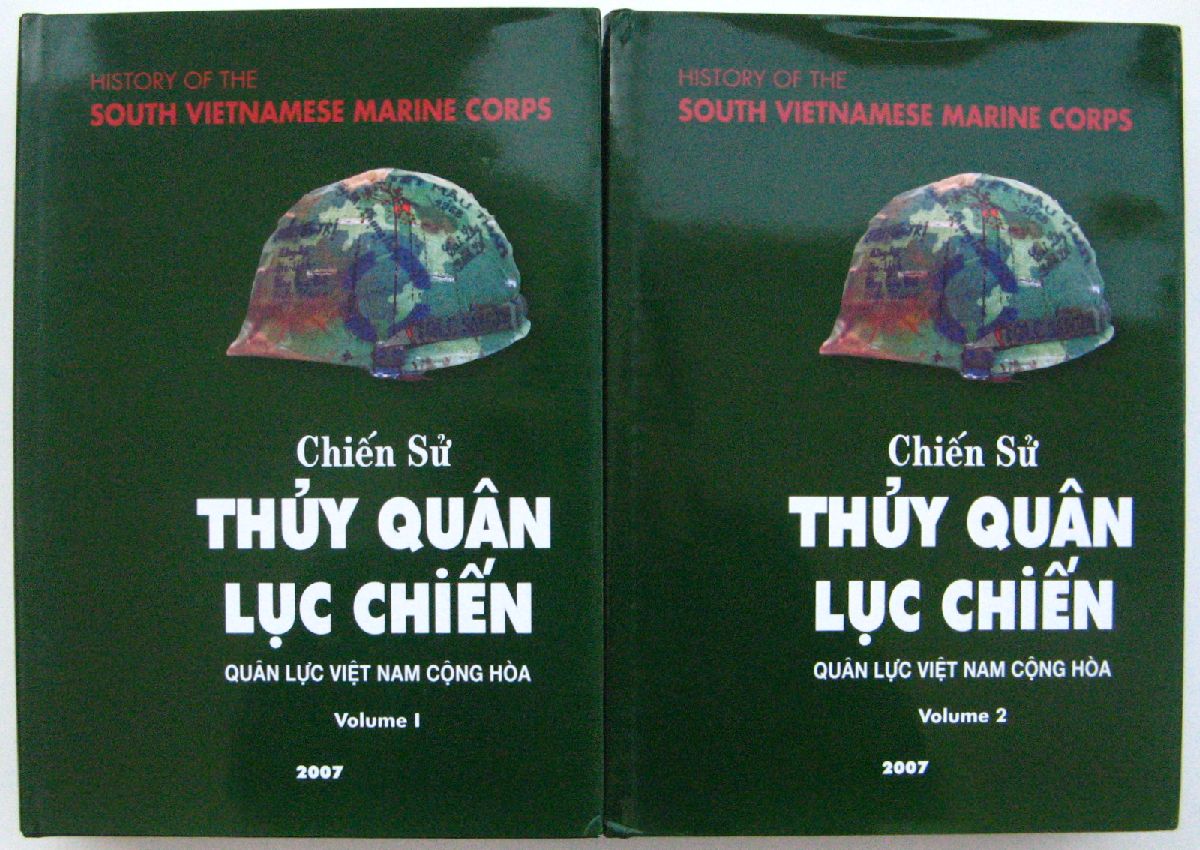 HISTORY OF THE
SOUTH VIETNAMESE MARINE CORPS
Chiến Sử
THỦY QUÂN
LỤC CHiẾN
QUÂN LỰC VIỆT NAM CỘNG HÒA
Volume I
2007
HISTORY OF THE
SOUTH VIETNAMESE MARINE CORPS
Chiến Sử
THỦY QUÂN
LỤC CHiẾN
QUÂN LỰC VIỆT NAM CỘNG HÒA
Volume 2
2007